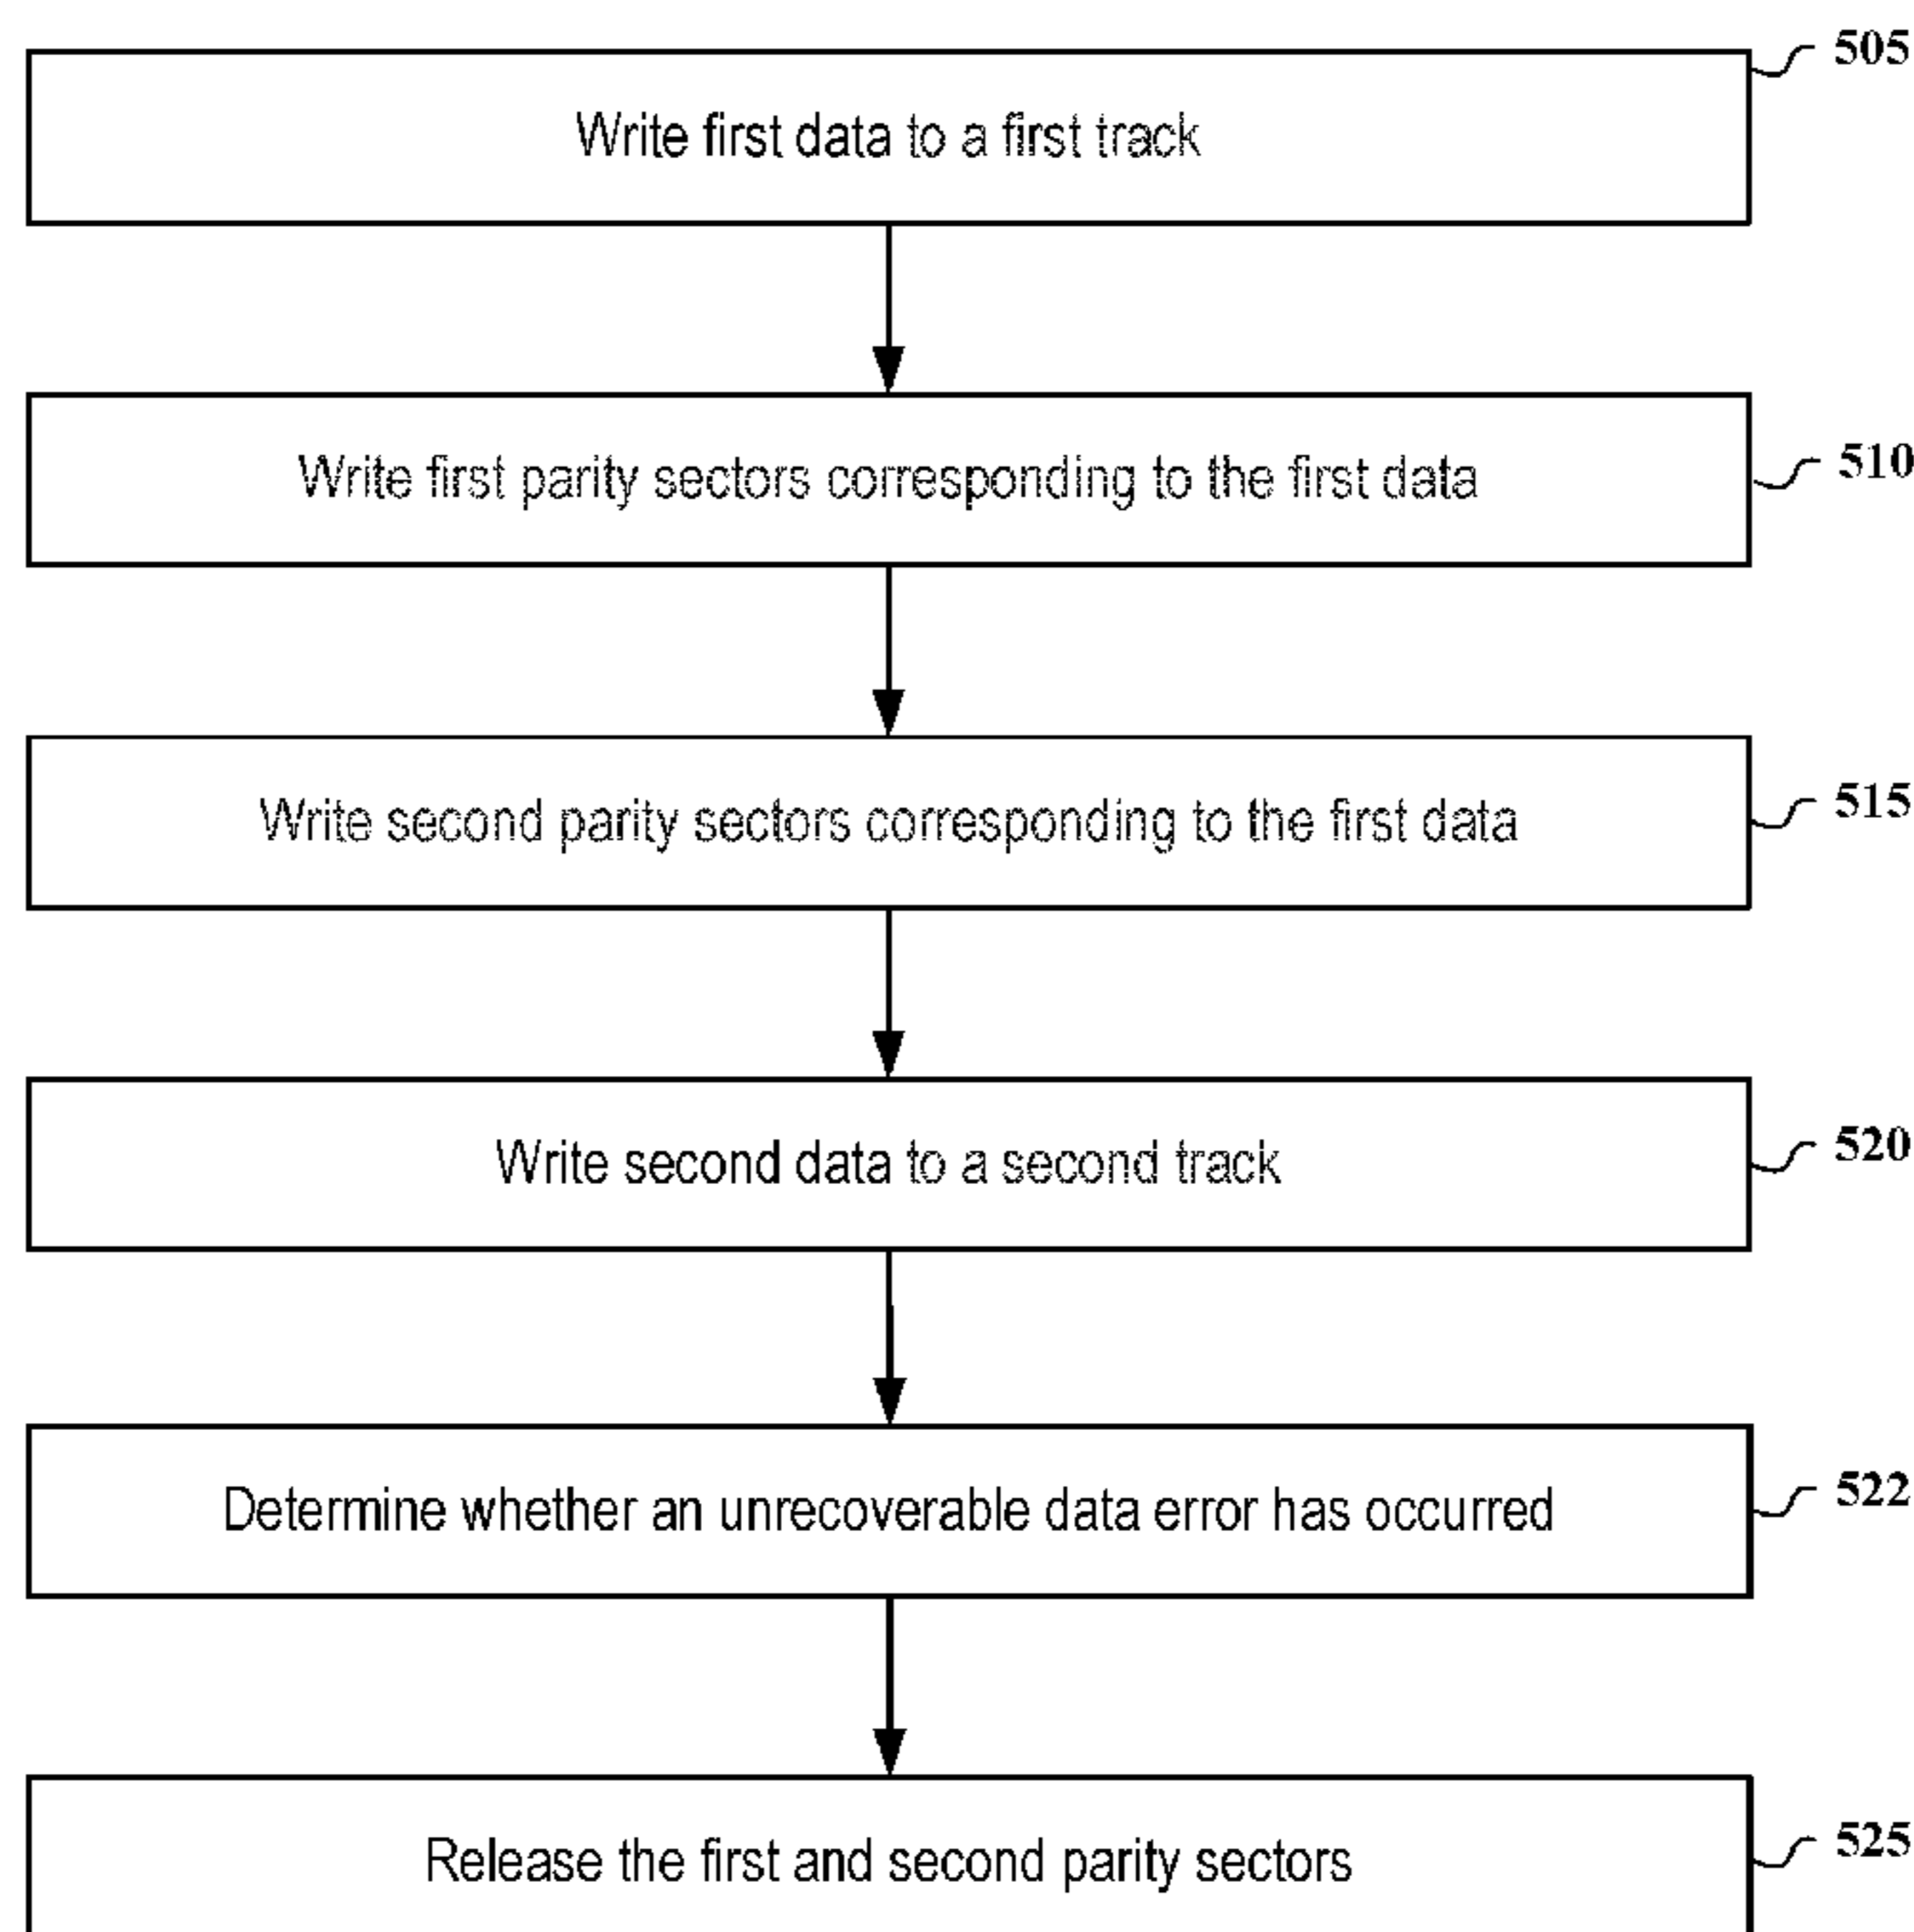 505
Write first data to a first track
Write first parity sectors corresponding to the first data
510
Write second parity sectors corresponding to the first data
515
Write second data to a second track
520
Determine whether an unrecoverable data error has occurred
522
Release the first and second parity sectors
525